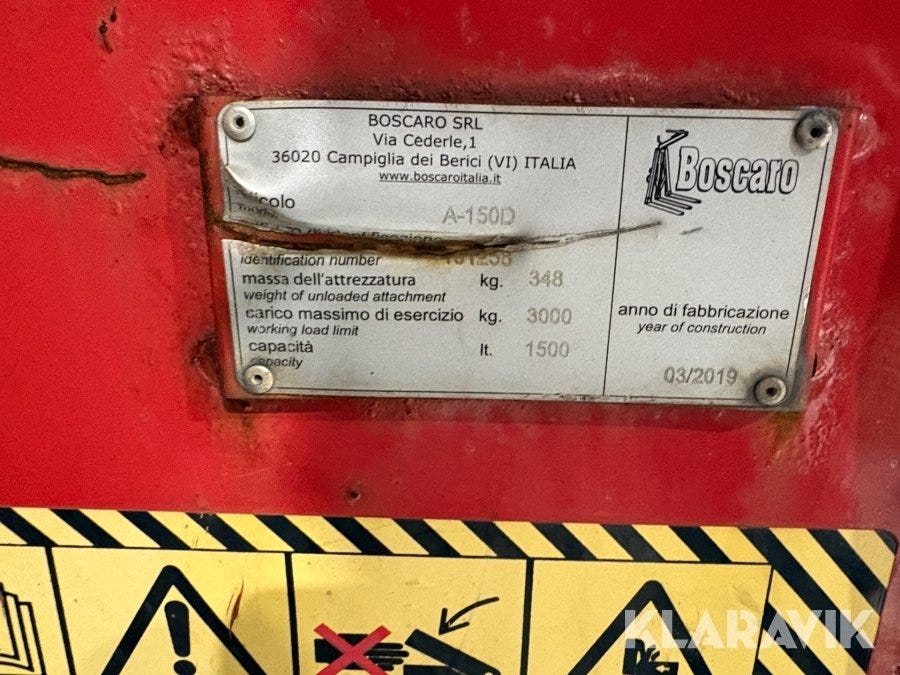 BOSCARO SRL
Via Cederle,1
36020 Campiglia dei Berici (VI) ITALIA
www.boscaroitalia.it
Boscaro
A-150D
identification number
massa dell'attrezzatura kg. 348
weight of unloaded attachment
carico massimo di esercizio kg. 3000
working load limit
capacità lt. 1500
capacity
anno di fabbricazione
year of construction
03/2019
KLARAVIK